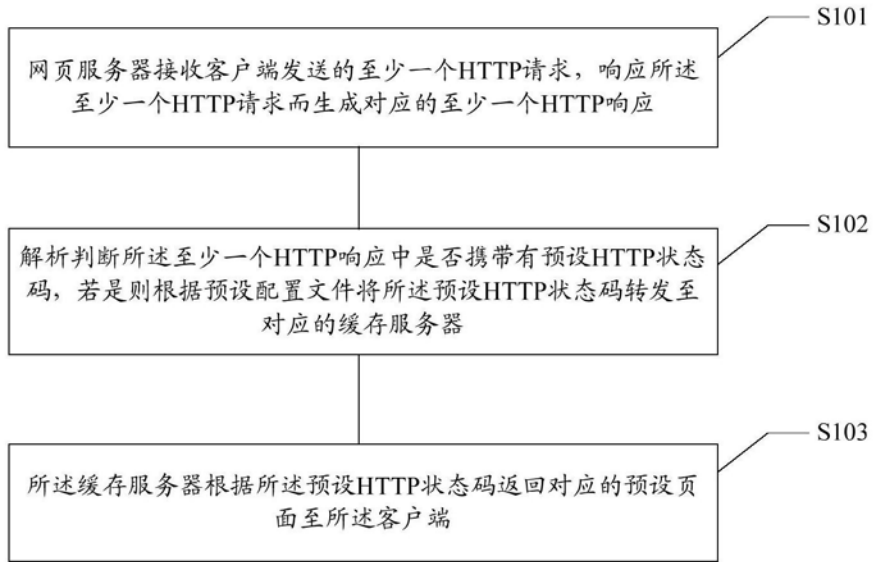 S101
网页服务器接收客户端发送的至少一个HTTP请求，响应所述
至少一个HTTP请求而生成对应的至少一个HTTP响应
S102
解析判断所述至少一个HTTP响应中是否携带有预设HTTP状态
码，若是则根据预设配置文件将所述预设HTTP状态码转发至
对应的缓存服务器
S103
所述缓存服务器根据所述预设HTTP状态码返回对应的预设页
面至所述客户端